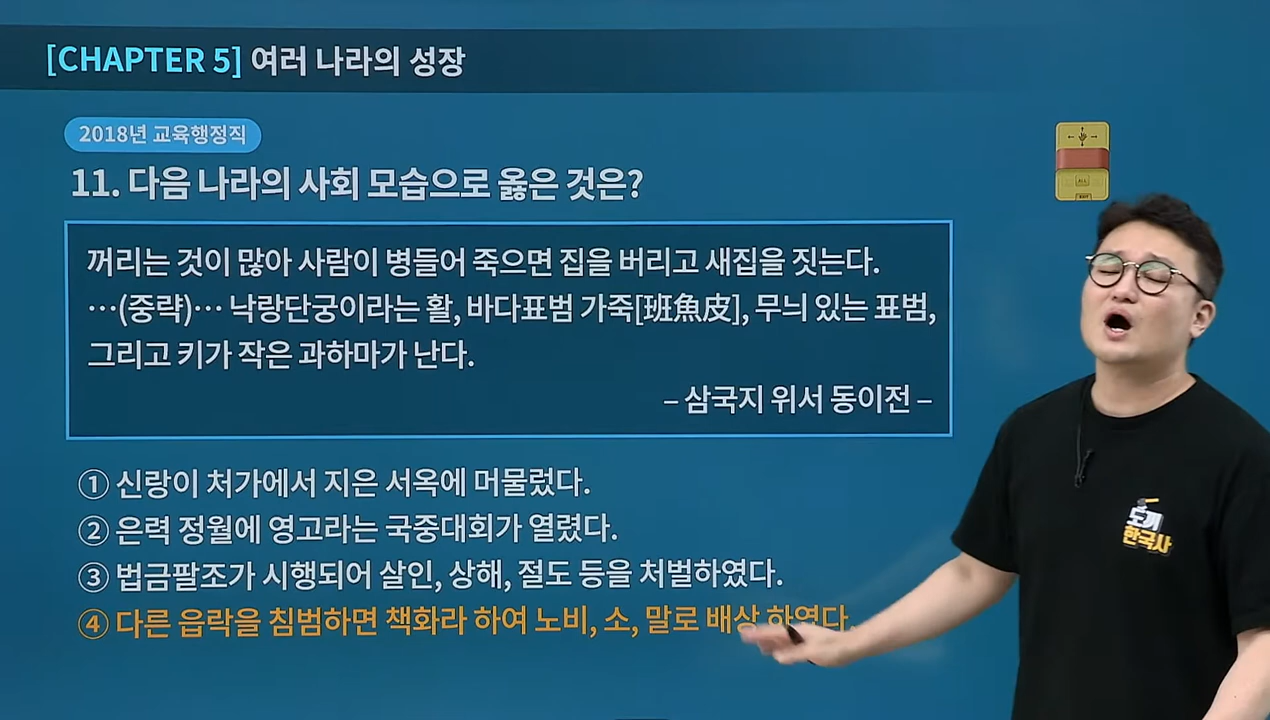 [CHAPTER 5] 여러 나라의 성장
2018년 교육행정직
11. 다음 나라의 사회 모습으로 옳은 것은?
꺼리는 것이 많아 사람이 병들어 죽으면 집을 버리고 새집을 짓는다.
…(중략)… 낙랑단궁이라는 활, 바다표범 가죽[班魚皮], 무늬 있는 표범,
그리고 키가 작은 과하마가 난다.
– 삼국지 위서 동이전 –
① 신랑이 처가에서 지은 서옥에 머물렀다.
② 은력 정월에 영고라는 국중대회가 열렸다.
③ 법금팔조가 시행되어 살인, 상해, 절도 등을 처벌하였다.
④ 다른 읍락을 침범하면 책화라 하여 노비, 소, 말로 배상 하였다.
도끼
한국사